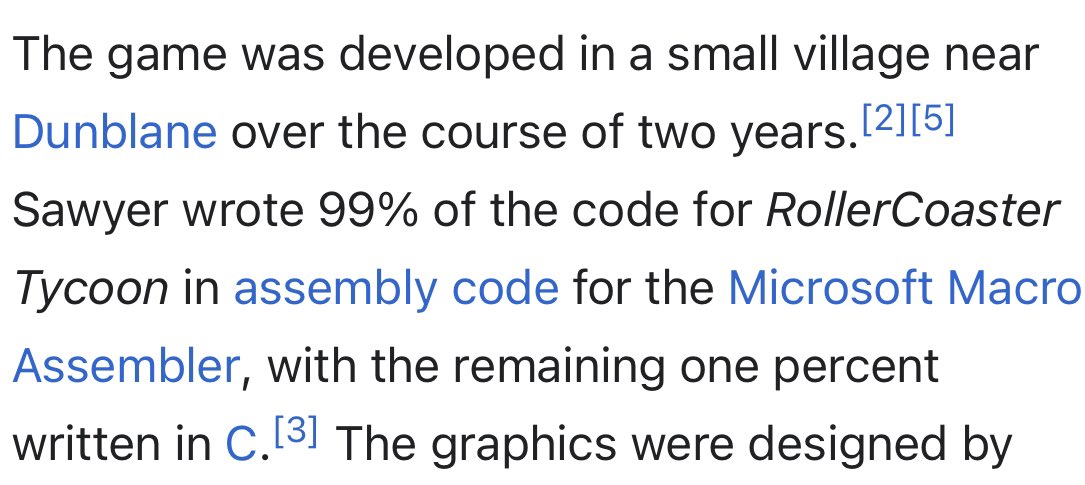 The game was developed in a small village near
Dunblane over the course of two years.[2][5]
Sawyer wrote 99% of the code for RollerCoaster
Tycoon in assembly code for the Microsoft Macro
Assembler, with the remaining one percent
written in C.[3] The graphics were designed by